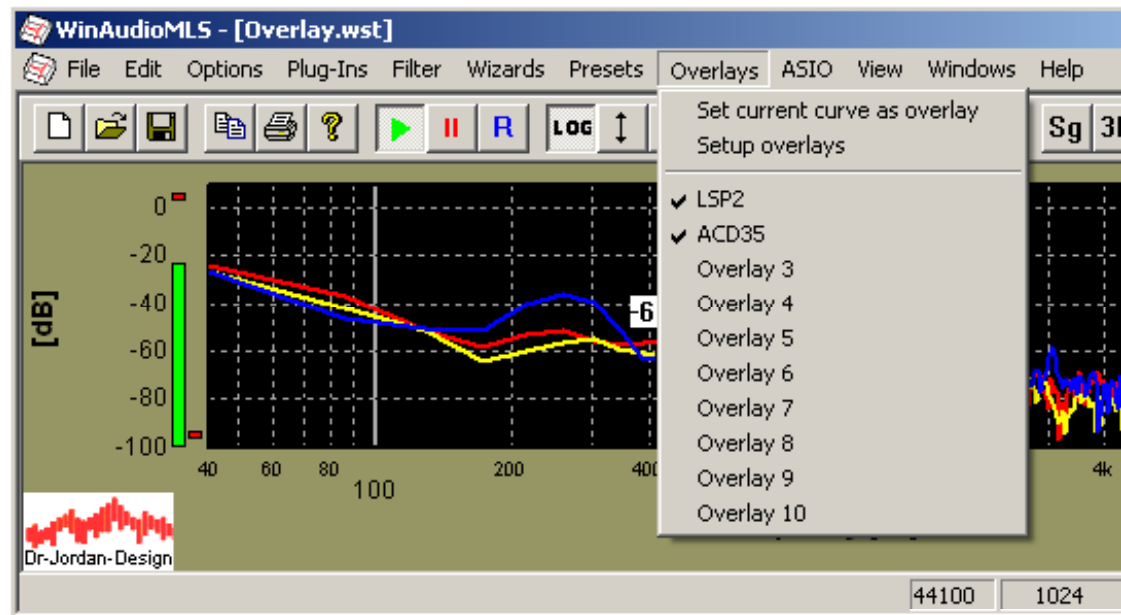 WinAudioMLS - [Overlay.wst]
File Edit Options Plug-Ins Filter Wizards Presets Overlays ASIO View Windows Help
R LOG Sg
Set current curve as overlay
Setup overlays
LSP2
ACD35
Overlay 3
Overlay 4
Overlay 5
Overlay 6
Overlay 7
Overlay 8
Overlay 9
Overlay 10
[dB]
0
-20
-40
-60
-80
-100
-6
40 60 80 100 200 400 4k
Dr-Jordan-Design
44100 1024